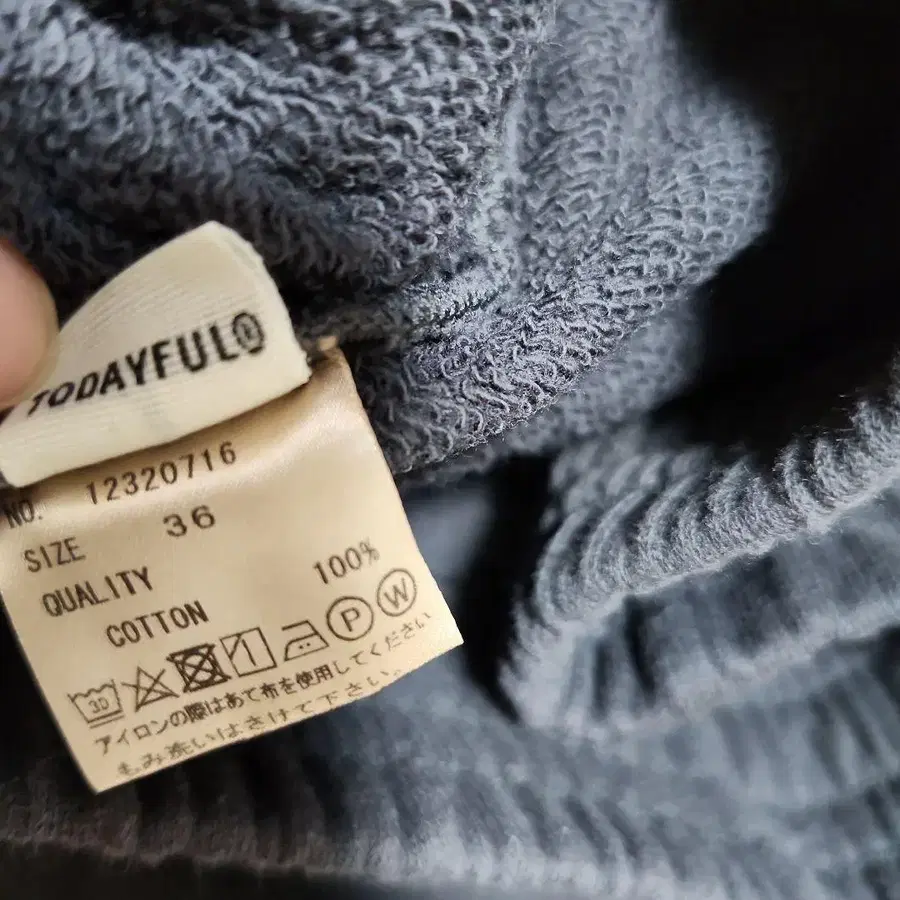 TODAYFUL®
NO. 12320716
SIZE 36
QUALITY
COTTON 100%
30 P W
アイロンの際はあて布を使用してください
もみ洗いはさけて下さい。